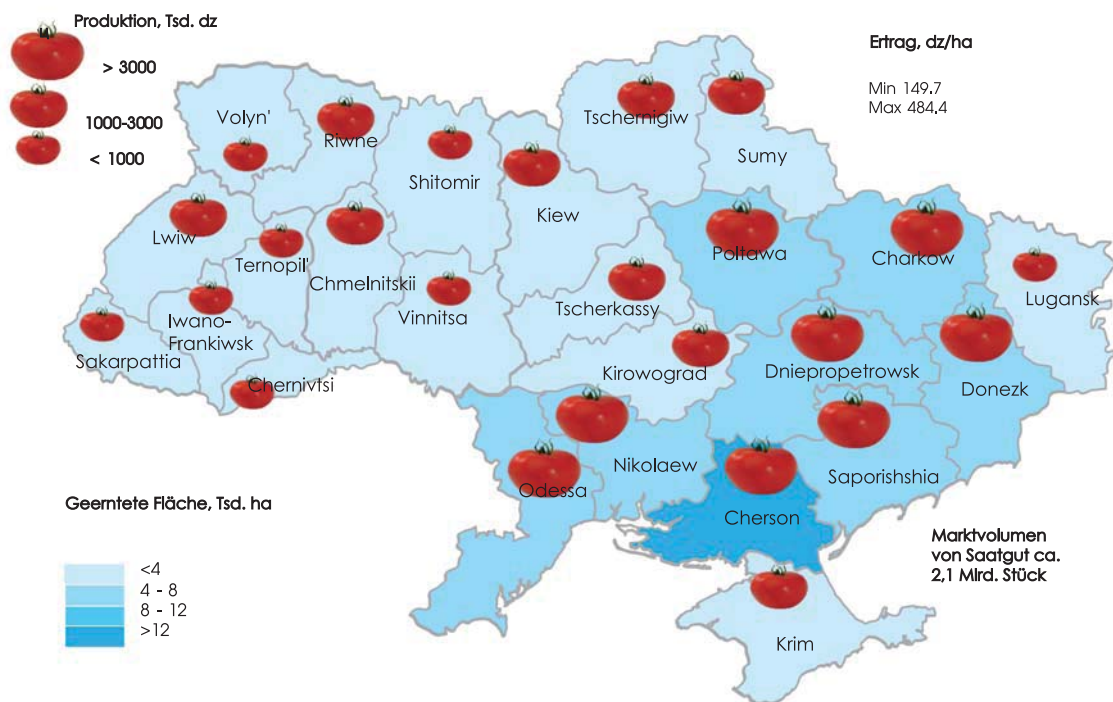 Produktion, Tsd. dz
> 3000
1000-3000
< 1000
Ertrag, dz/ha
Min 149.7
Max 484.4
Volyn'
Riwne
Shitomir
Kiew
Tschernigiw
Sumy
Lwiw
Ternopil'
Chmelnitskii
Vinnitsa
Tscherkassy
Poltawa
Charkow
Lugansk
Sakarpattia
Iwano-
Frankiwsk
Chernivtsi
Kirowograd
Dniepropetrowsk
Donezk
Odessa
Nikolaew
Saporishshia
Cherson
Krim
Geerntete Fläche, Tsd. ha
<4
4 - 8
8 - 12
>12
Marktvolumen
von Saatgut ca.
2,1 Mlrd. Stück